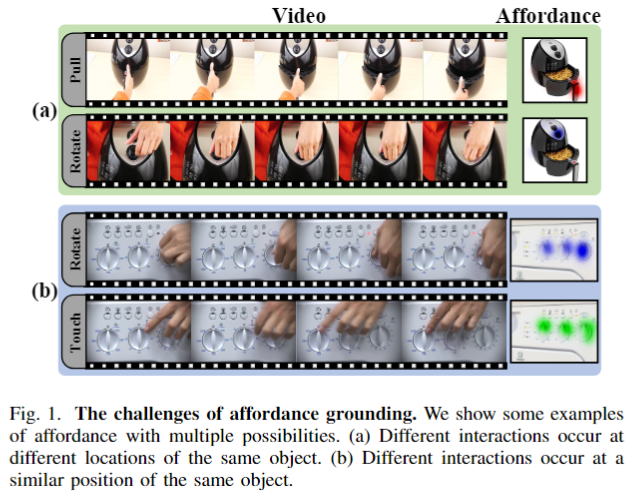 Video Affordance
(a)
Pull
Rotate
(b)
Rotate
Touch
Fig. 1. The challenges of affordance grounding. We show some examples
of affordance with multiple possibilities. (a) Different interactions occur at
different locations of the same object. (b) Different interactions occur at a
similar position of the same object.